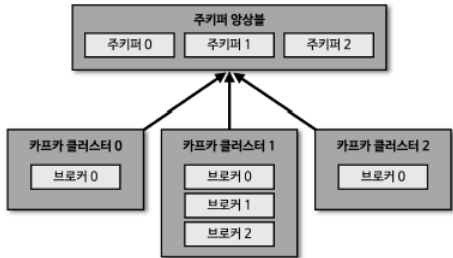 주키퍼 앙상블
주키퍼 0 주키퍼 1 주키퍼 2
카프카 클러스터 0 카프카 클러스터 1 카프카 클러스터 2
브로커 0 브로커 0 브로커 0
브로커 1
브로커 2